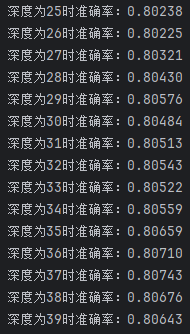 深度为25时准确率：0.80238
深度为26时准确率：0.80225
深度为27时准确率：0.80321
深度为28时准确率：0.80430
深度为29时准确率：0.80576
深度为30时准确率：0.80484
深度为31时准确率：0.80513
深度为32时准确率：0.80543
深度为33时准确率：0.80522
深度为34时准确率：0.80559
深度为35时准确率：0.80659
深度为36时准确率：0.80710
深度为37时准确率：0.80743
深度为38时准确率：0.80676
深度为39时准确率：0.80643